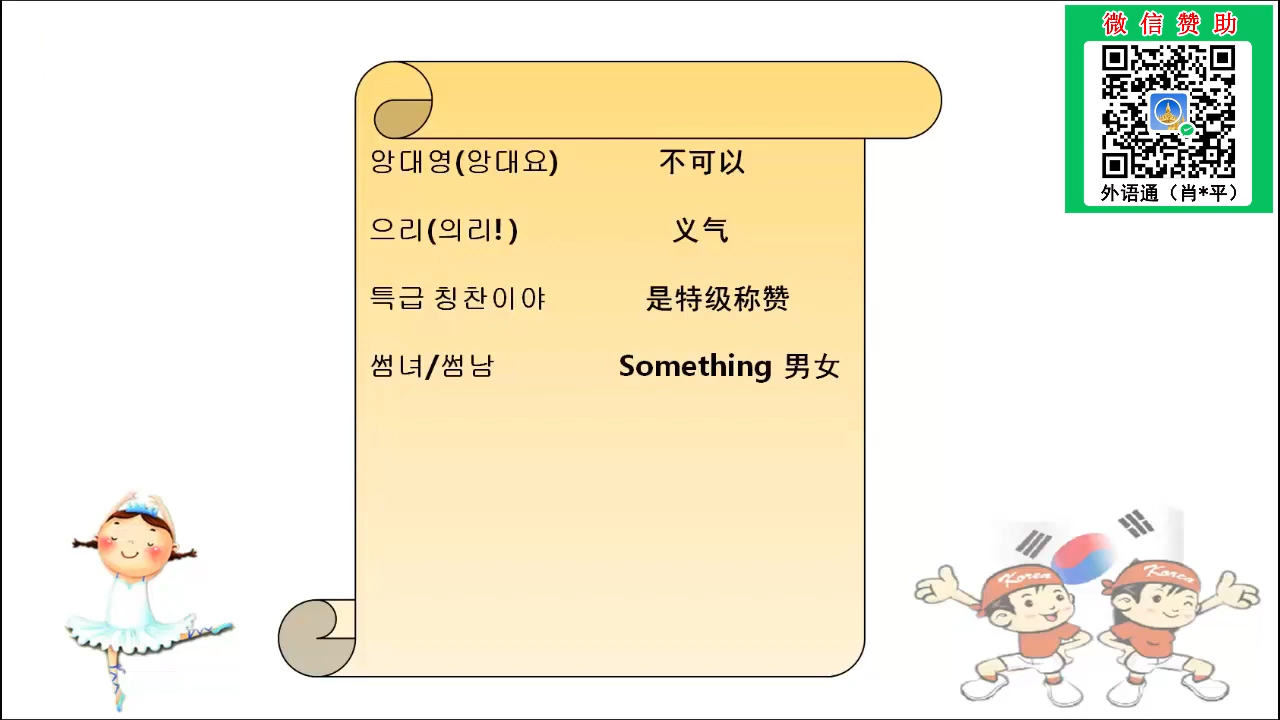 微信赞助
外语通（肖*平）
앙대영(앙대요) 不可以
으리(의리!) 义气
특급 칭찬이야 是特级称赞
썸녀/썸남 Something 男女
Korea
Korea